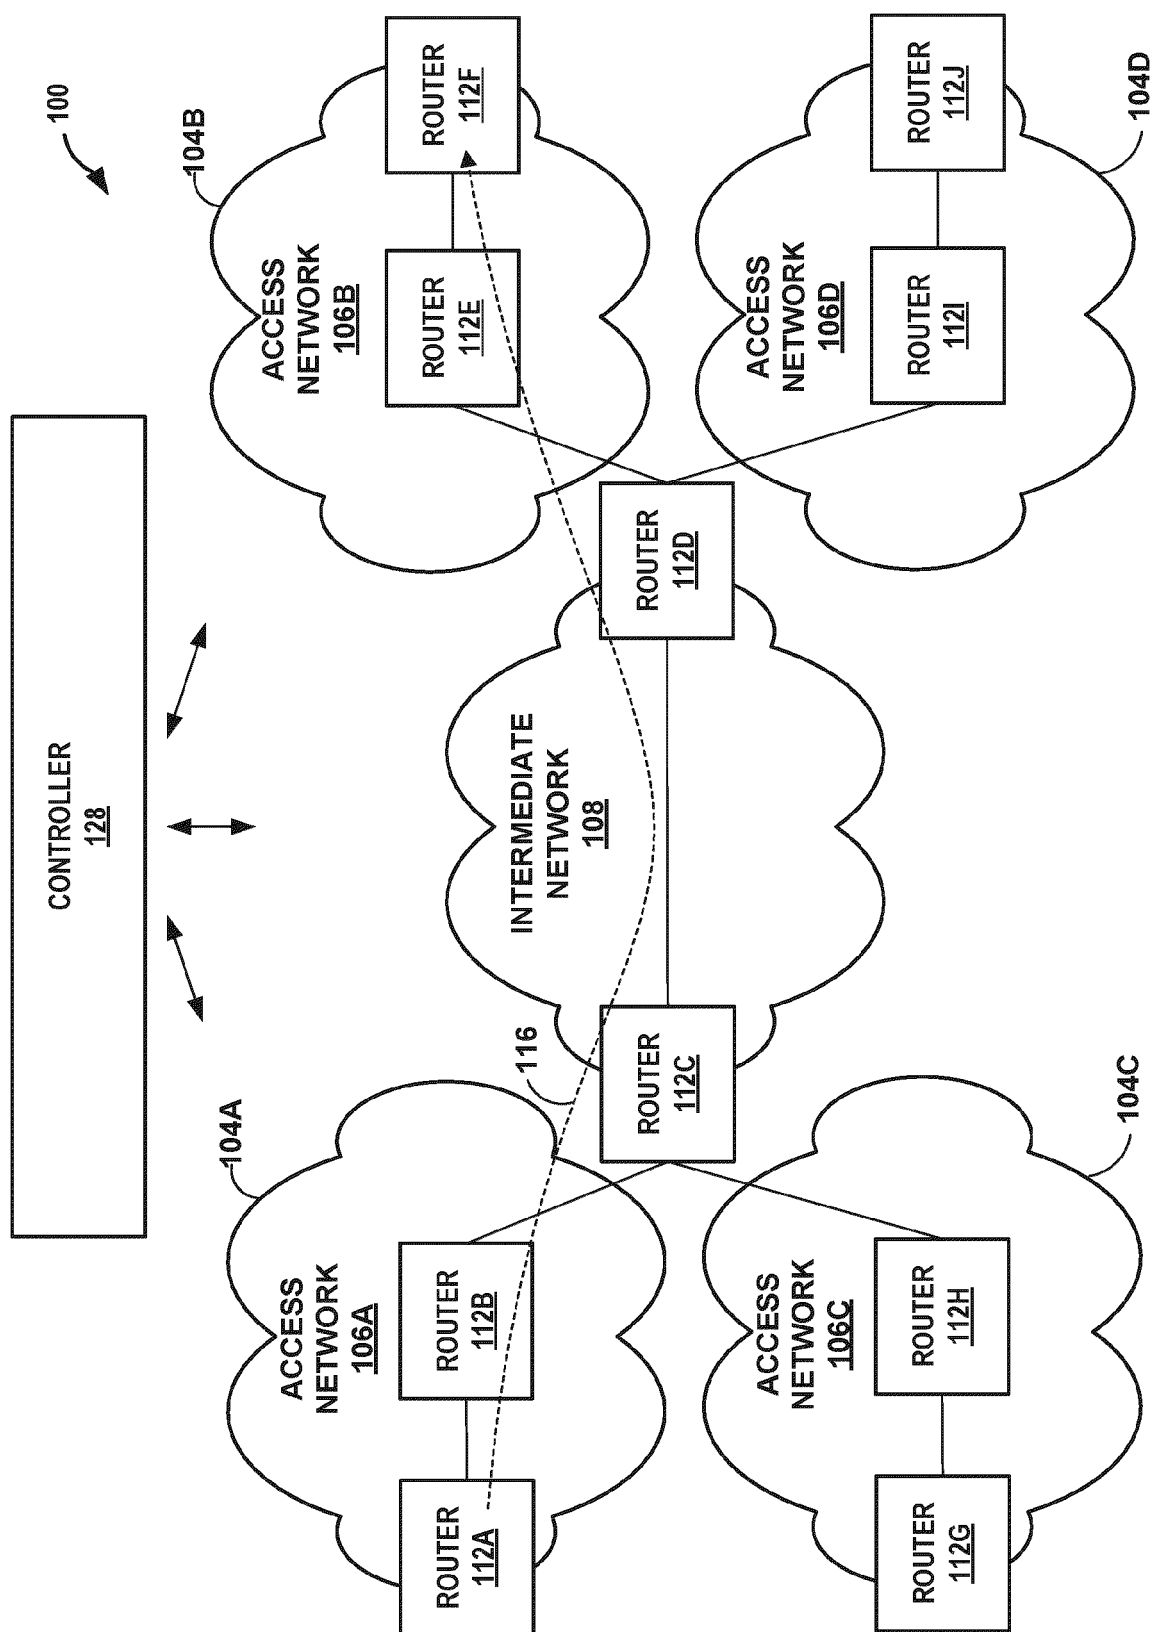 100
CONTROLLER
128
104A
ACCESS
NETWORK
106A
ROUTER
112A
ROUTER
112B
116
INTERMEDIATE
NETWORK
108
ROUTER
112C
ROUTER
112D
104B
ACCESS
NETWORK
106B
ROUTER
112E
ROUTER
112F
ACCESS
NETWORK
106C
ROUTER
112G
ROUTER
112H
104C
ACCESS
NETWORK
106D
ROUTER
112I
ROUTER
112J
104D